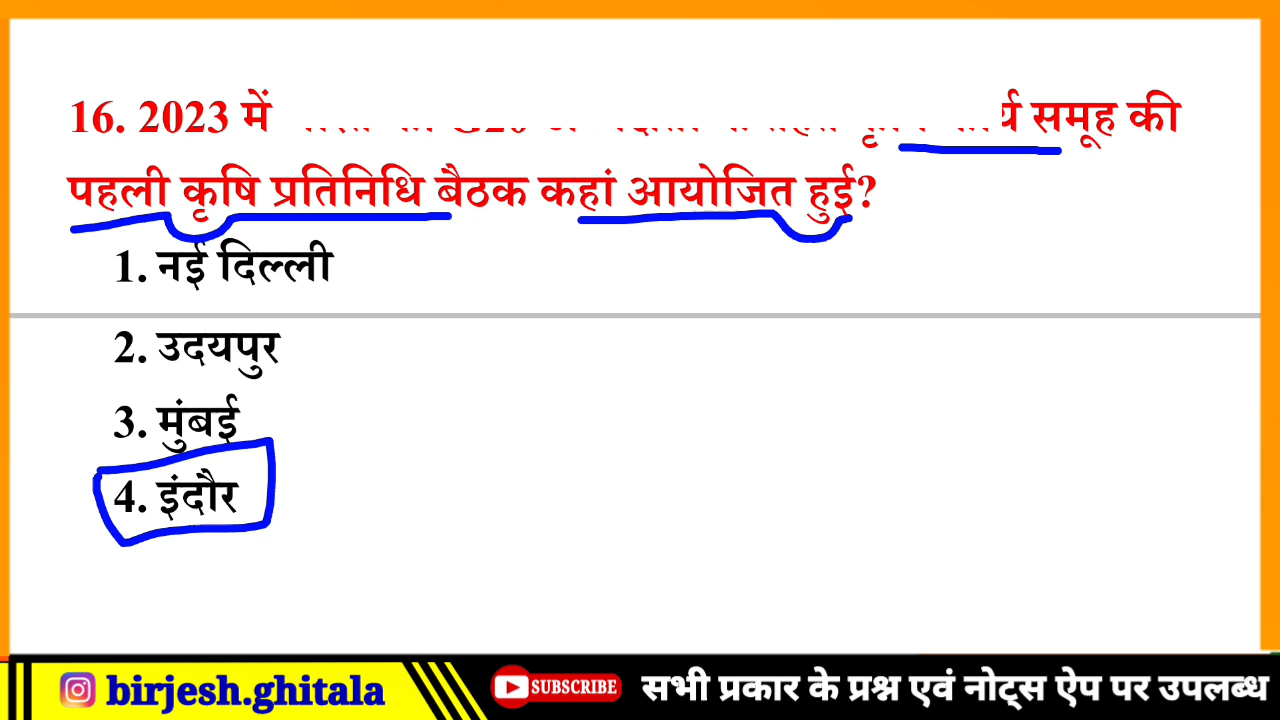 16. 2023 में र्य समूह की
पहली कृषि प्रतिनिधि बैठक कहां आयोजित हुई?
1. नई दिल्ली
2. उदयपुर
3. मुंबई
4. इंदौर
birjesh.ghitala
SUBSCRIBE
सभी प्रकार के प्रश्न एवं नोट्स ऐप पर उपलब्ध